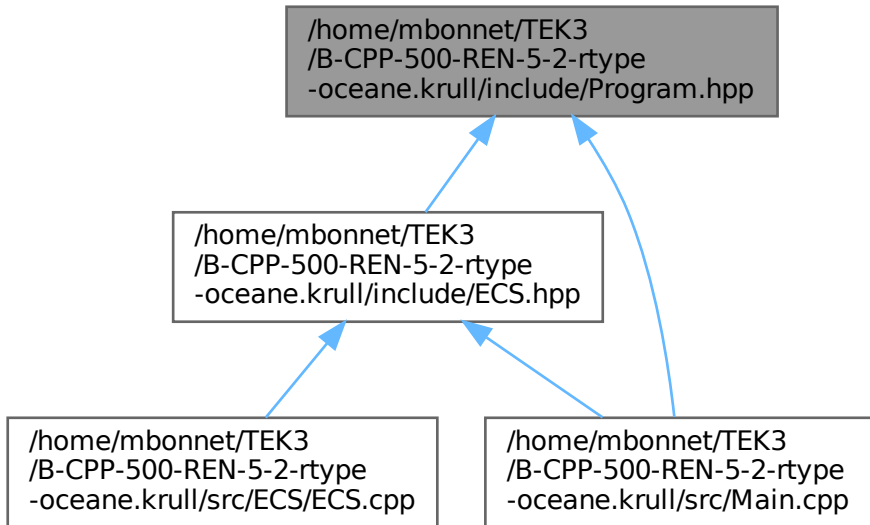 /home/mbonnet/TEK3
/B-CPP-500-REN-5-2-rtype
-oceane.krull/include/Program.hpp
/home/mbonnet/TEK3
/B-CPP-500-REN-5-2-rtype
-oceane.krull/include/ECS.hpp
/home/mbonnet/TEK3
/B-CPP-500-REN-5-2-rtype
-oceane.krull/src/ECS/ECS.cpp
/home/mbonnet/TEK3
/B-CPP-500-REN-5-2-rtype
-oceane.krull/src/Main.cpp